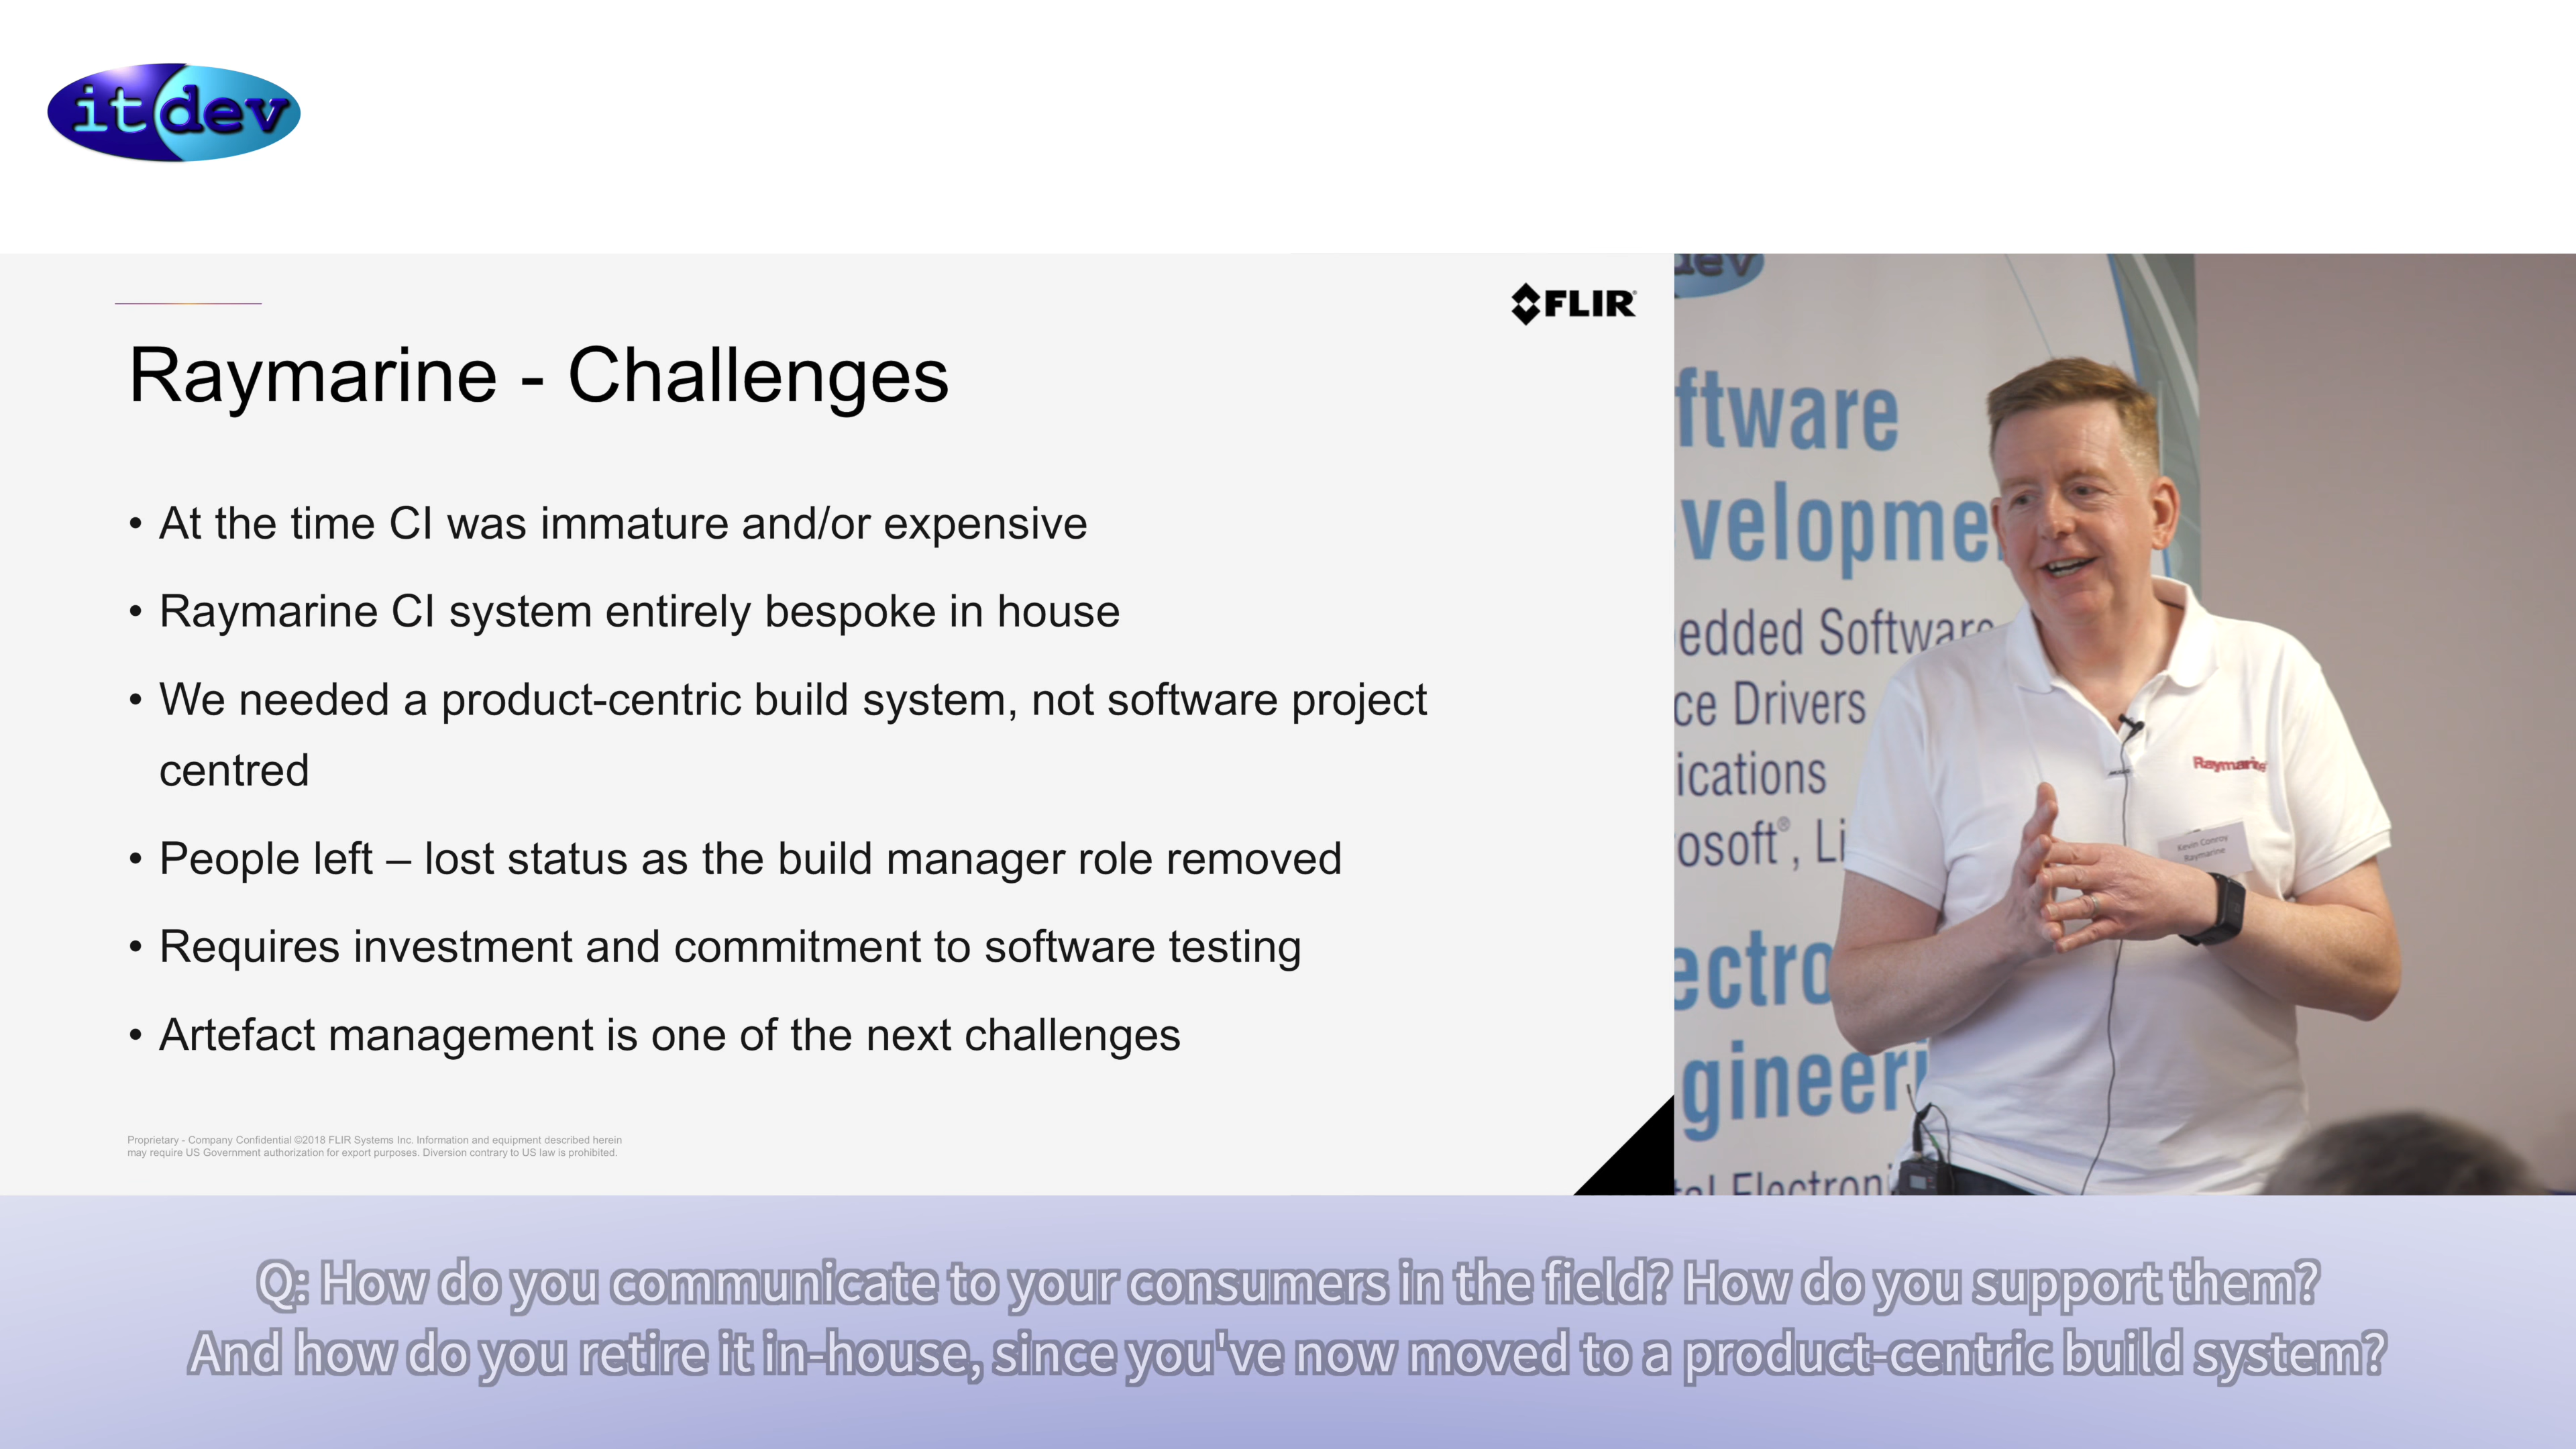 itdev
FLIR
Raymarine - Challenges
• At the time CI was immature and/or expensive
• Raymarine CI system entirely bespoke in house
• We needed a product-centric build system, not software project
centred
• People left – lost status as the build manager role removed
• Requires investment and commitment to software testing
• Artefact management is one of the next challenges
Proprietary - Company Confidential ©2018 FLIR Systems Inc. Information and equipment described herein
may require US Government authorization for export purposes. Diversion contrary to US law is prohibited.
dev
ftware
velopme
edded Software
ce Drivers
ications
osoft®, Li
ectro
gineeri
tal Electroni
Raymarine
Kevin Conroy
Raymarine
Q: How do you communicate to your consumers in the field? How do you support them?
And how do you retire it in-house, since you've now moved to a product-centric build system?